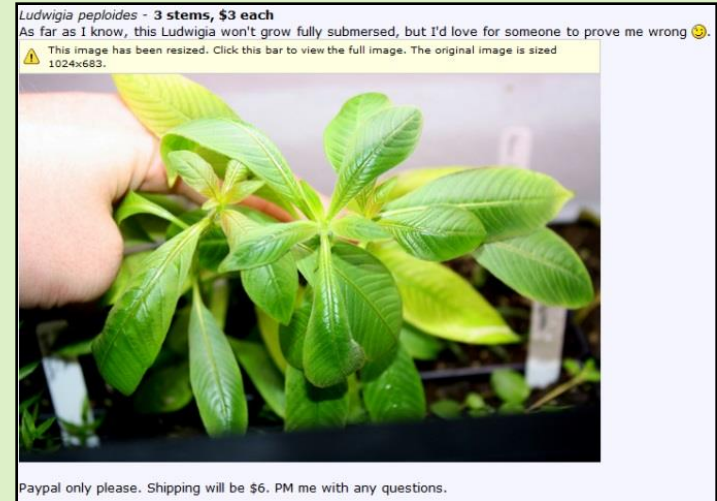 Ludwigia peploides - 3 stems, $3 each
As far as I know, this Ludwigia won't grow fully submersed, but I'd love for someone to prove me wrong 😉.
This image has been resized. Click this bar to view the full image. The original image is sized
1024x683.
Paypal only please. Shipping will be $6. PM me with any questions.